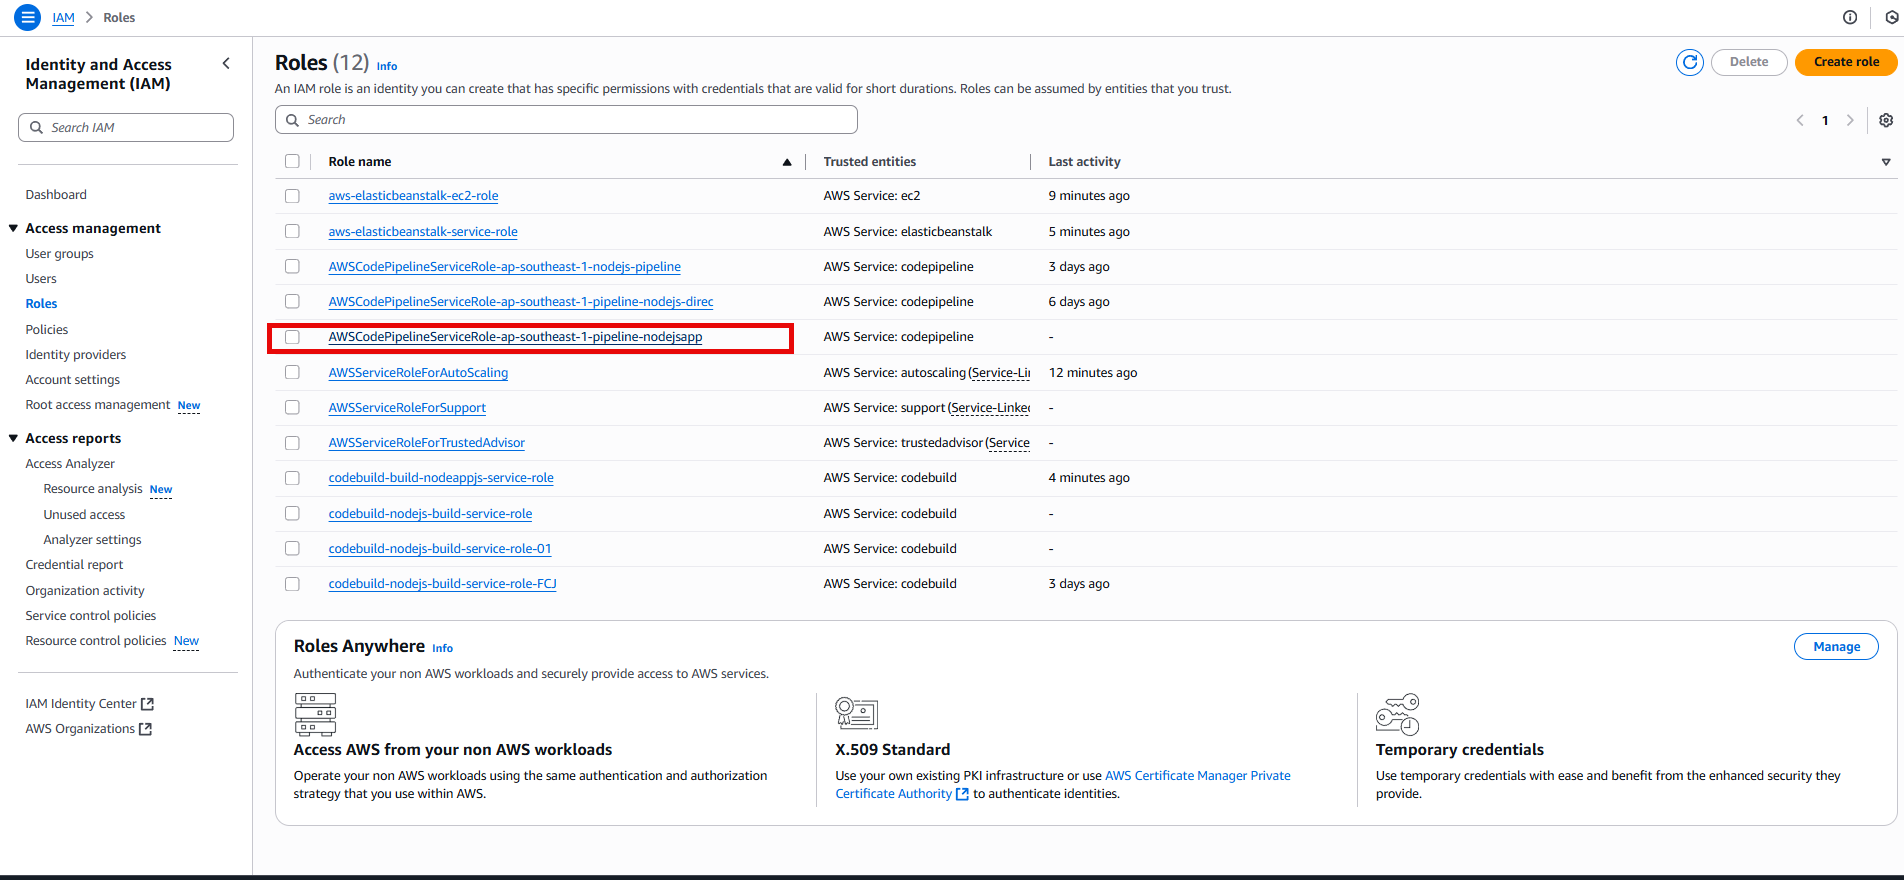 IAM > Roles
Identity and Access
Management (IAM)
Search IAM
Dashboard
Access management
User groups
Users
Roles
Policies
Identity providers
Account settings
Root access management New
Access reports
Access Analyzer
Resource analysis New
Unused access
Analyzer settings
Credential report
Organization activity
Service control policies
Resource control policies New
IAM Identity Center
AWS Organizations
Roles (12) Info
Delete
Create role
An IAM role is an identity you can create that has specific permissions with credentials that are valid for short durations. Roles can be assumed by entities that you trust.
Search
1
Role name Trusted entities Last activity
aws-elasticbeanstalk-ec2-role AWS Service: ec2 9 minutes ago
aws-elasticbeanstalk-service-role AWS Service: elasticbeanstalk 5 minutes ago
AWSCodePipelineServiceRole-ap-southeast-1-nodejs-pipeline AWS Service: codepipeline 3 days ago
AWSCodePipelineServiceRole-ap-southeast-1-pipeline-nodejs-direc AWS Service: codepipeline 6 days ago
AWSCodePipelineServiceRole-ap-southeast-1-pipeline-nodejsapp AWS Service: codepipeline -
AWSServiceRoleForAutoScaling AWS Service: autoscaling (Service-Li 12 minutes ago
AWSServiceRoleForSupport AWS Service: support (Service-Linked -
AWSServiceRoleForTrustedAdvisor AWS Service: trustedadvisor (Service -
codebuild-build-nodeappjs-service-role AWS Service: codebuild 4 minutes ago
codebuild-nodejs-build-service-role AWS Service: codebuild -
codebuild-nodejs-build-service-role-01 AWS Service: codebuild -
codebuild-nodejs-build-service-role-FCJ AWS Service: codebuild 3 days ago
Roles Anywhere Info
Manage
Authenticate your non AWS workloads and securely provide access to AWS services.
Access AWS from your non AWS workloads
Operate your non AWS workloads using the same authentication and authorization
strategy that you use within AWS.
X.509 Standard
Use your own existing PKI infrastructure or use AWS Certificate Manager Private
Certificate Authority to authenticate identities.
Temporary credentials
Use temporary credentials with ease and benefit from the enhanced security they
provide.